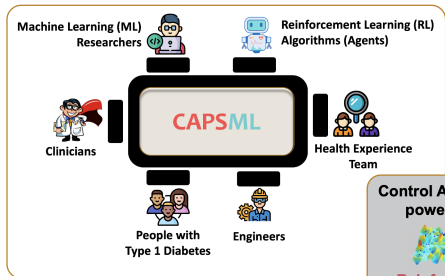 Machine Learning (ML)
Researchers
Reinforcement Learning (RL)
Algorithms (Agents)
CAPSML
Clinicians
Health Experience
Team
People with
Type 1 Diabetes
Engineers
Control A
powe